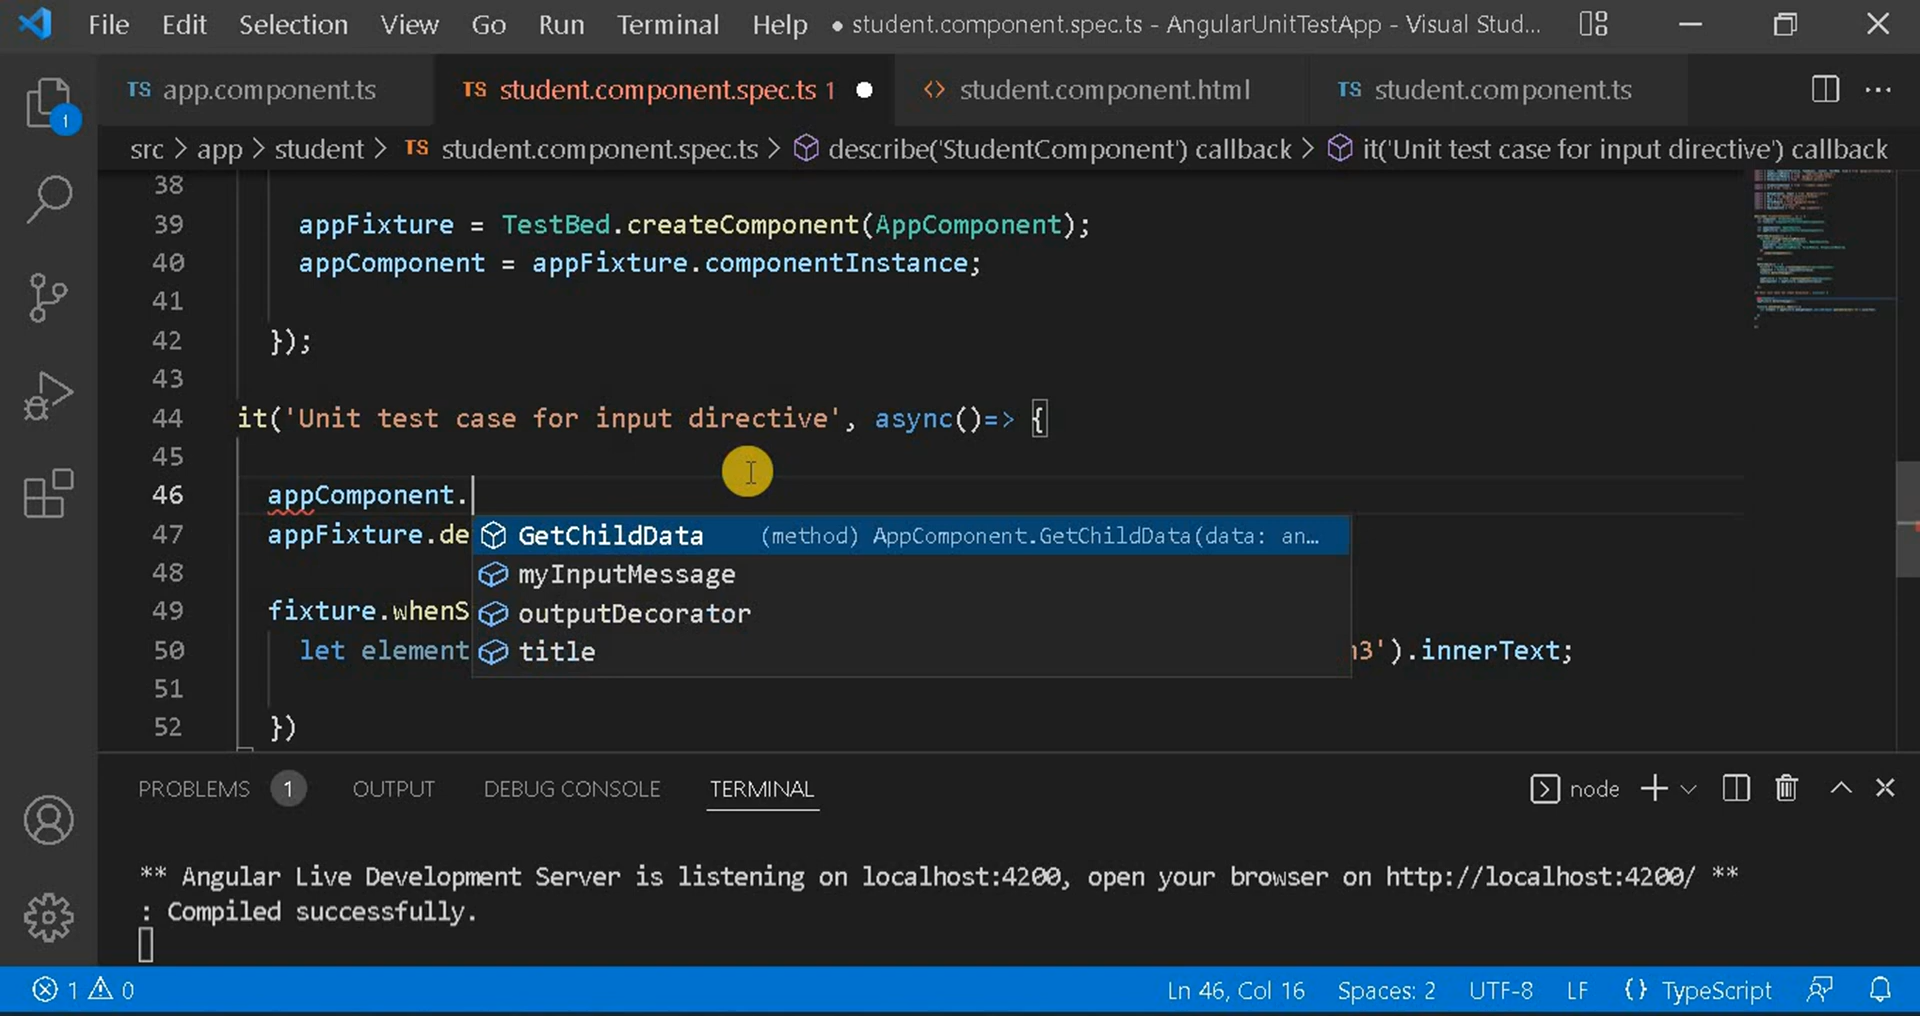 File Edit Selection View Go Run Terminal Help ● student.component.spec.ts - AngularUnitTestApp - Visual Stud...
TS app.component.ts TS student.component.spec.ts 1 <> student.component.html TS student.component.ts ...
1
src > app > student > TS student.component.spec.ts > describe('StudentComponent') callback > it('Unit test case for input directive') callback
38
39 appFixture = TestBed.createComponent(AppComponent);
40 appComponent = appFixture.componentInstance;
41
42 });
43
44 it('Unit test case for input directive', async()=> {
45
46 appComponent.
47 appFixture.de
GetChildData (method) AppComponent.GetChildData(data: an...
myInputMessage
outputDecorator
title
48
49 fixture.whenS
50 let element 3').innerText;
51
52 })
PROBLEMS 1 OUTPUT DEBUG CONSOLE TERMINAL node
** Angular Live Development Server is listening on localhost:4200, open your browser on http://localhost:4200/ **
: Compiled successfully.
1 0 Ln 46, Col 16 Spaces: 2 UTF-8 LF {} TypeScript